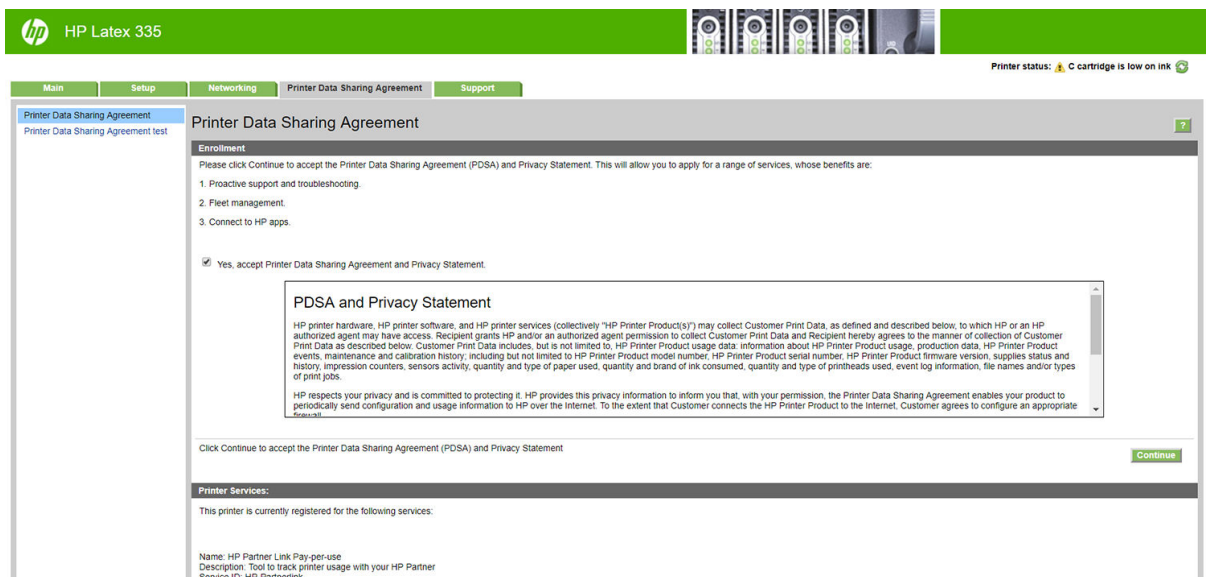 hp HP Latex 335
Printer status: C cartridge is low on ink
Main Setup Networking Printer Data Sharing Agreement Support
Printer Data Sharing Agreement
Printer Data Sharing Agreement test
Printer Data Sharing Agreement
?
Enrollment
Please click Continue to accept the Printer Data Sharing Agreement (PDSA) and Privacy Statement. This will allow you to apply for a range of services, whose benefits are:
1. Proactive support and troubleshooting.
2. Fleet management.
3. Connect to HP apps.
Yes, accept Printer Data Sharing Agreement and Privacy Statement.
PDSA and Privacy Statement
HP printer hardware, HP printer software, and HP printer services (collectively "HP Printer Product(s)") may collect Customer Print Data, as defined and described below, to which HP or an HP
authorized agent may have access. Recipient grants HP and/or an authorized agent permission to collect Customer Print Data and Recipient hereby agrees to the manner of collection of Customer
Print Data as described below. Customer Print Data includes, but is not limited to, HP Printer Product usage data: information about HP Printer Product usage, production data, HP Printer Product
events, maintenance and calibration history; including but not limited to HP Printer Product model number, HP Printer Product serial number, HP Printer Product firmware version, supplies status and
history, impression counters, sensors activity, quantity and type of paper used, quantity and brand of ink consumed, quantity and type of printheads used, event log information, file names and/or types
of print jobs.
HP respects your privacy and is committed to protecting it. HP provides this privacy information to inform you that, with your permission, the Printer Data Sharing Agreement enables your product to
periodically send configuration and usage information to HP over the Internet. To the extent that Customer connects the HP Printer Product to the Internet, Customer agrees to configure an appropriate
firewall
Click Continue to accept the Printer Data Sharing Agreement (PDSA) and Privacy Statement
Continue
Printer Services:
This printer is currently registered for the following services:
Name: HP Partner Link Pay-per-use
Description: Tool to track printer usage with your HP Partner
Service ID: HP Partnerlink